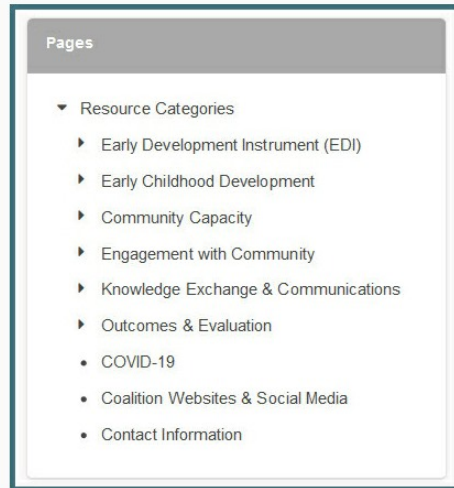 Pages
Resource Categories
Early Development Instrument (EDI)
Early Childhood Development
Community Capacity
Engagement with Community
Knowledge Exchange & Communications
Outcomes & Evaluation
COVID-19
Coalition Websites & Social Media
Contact Information